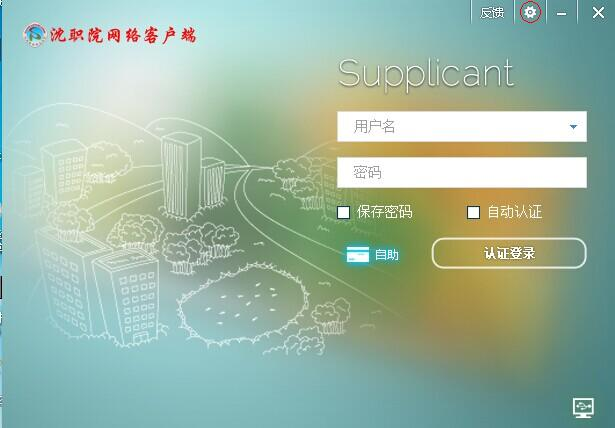 反馈
沈职院网络客户端
Supplicant
用户名
密码
保存密码 自动认证
自助 认证登录